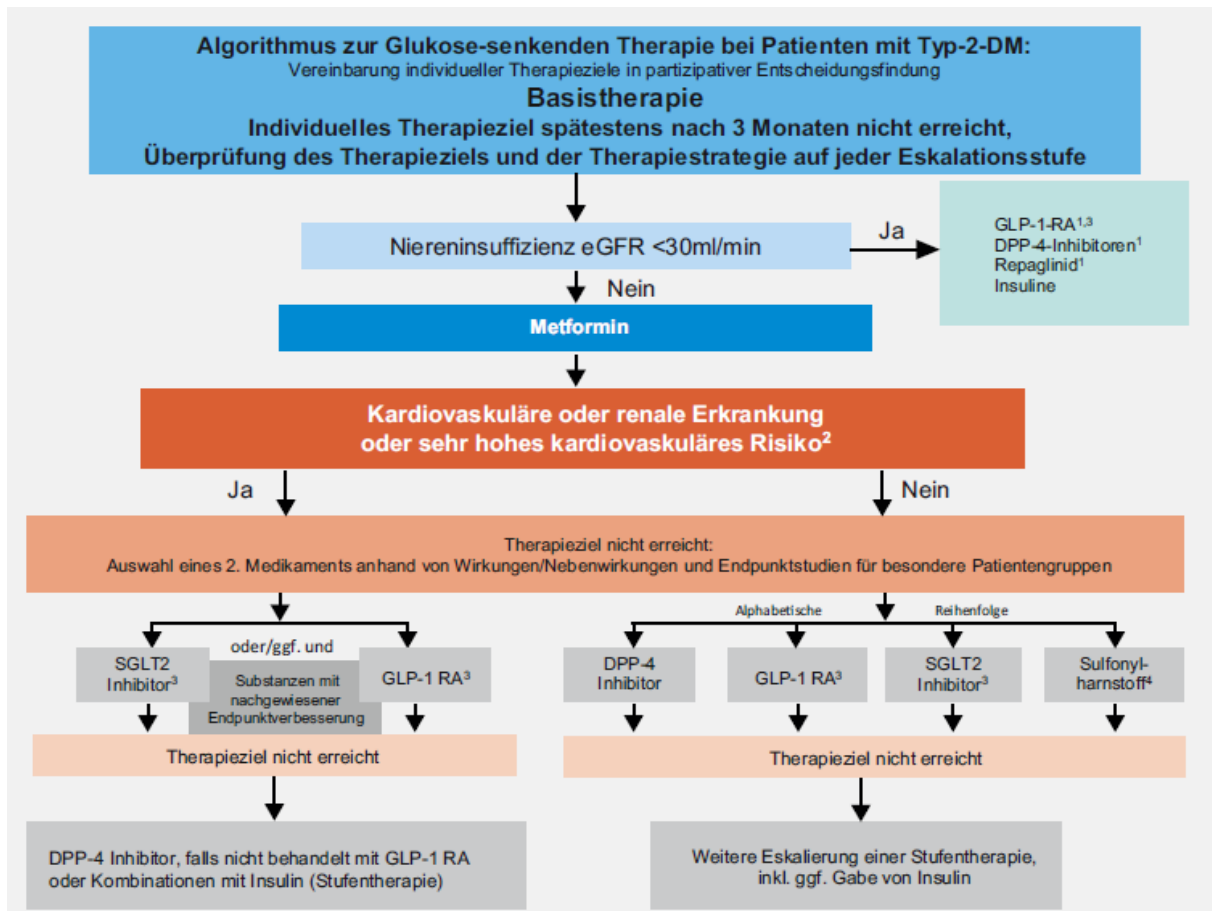 Algorithmus zur Glukose-senkenden Therapie bei Patienten mit Typ-2-DM:
Vereinbarung individueller Therapieziele in partizipativer Entscheidungsfindung
Basistherapie
Individuelles Therapieziel spätestens nach 3 Monaten nicht erreicht,
Überprüfung des Therapieziels und der Therapiestrategie auf jeder Eskalationsstufe
Niereninsuffizienz eGFR <30ml/min
Ja
GLP-1-RA¹,³
DPP-4-Inhibitoren¹
Repaglinid¹
Insuline
Nein
Metformin
Kardiovaskuläre oder renale Erkrankung
oder sehr hohes kardiovaskuläres Risiko²
Ja
Nein
Therapieziel nicht erreicht:
Auswahl eines 2. Medikaments anhand von Wirkungen/Nebenwirkungen und Endpunktstudien für besondere Patientengruppen
oder/ggf. und
SGLT2
Inhibitor³
Substanzen mit
nachgewiesener
Endpunktverbesserung
GLP-1 RA³
Alphabetische Reihenfolge
DPP-4
Inhibitor
GLP-1 RA³
SGLT2
Inhibitor³
Sulfonyl-
harnstoff⁴
Therapieziel nicht erreicht
Therapieziel nicht erreicht
DPP-4 Inhibitor, falls nicht behandelt mit GLP-1 RA
oder Kombinationen mit Insulin (Stufentherapie)
Weitere Eskalierung einer Stufentherapie,
inkl. ggf. Gabe von Insulin